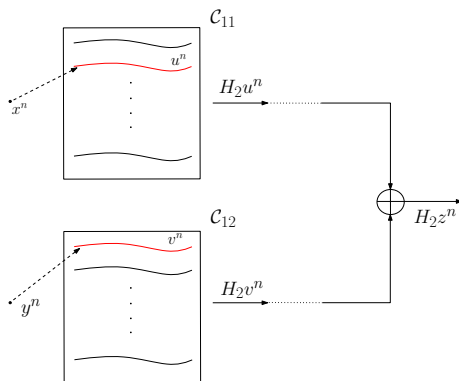 𝒞₁₁
uⁿ
xⁿ
H₂uⁿ
H₂zⁿ
𝒞₁₂
vⁿ
yⁿ
H₂vⁿ